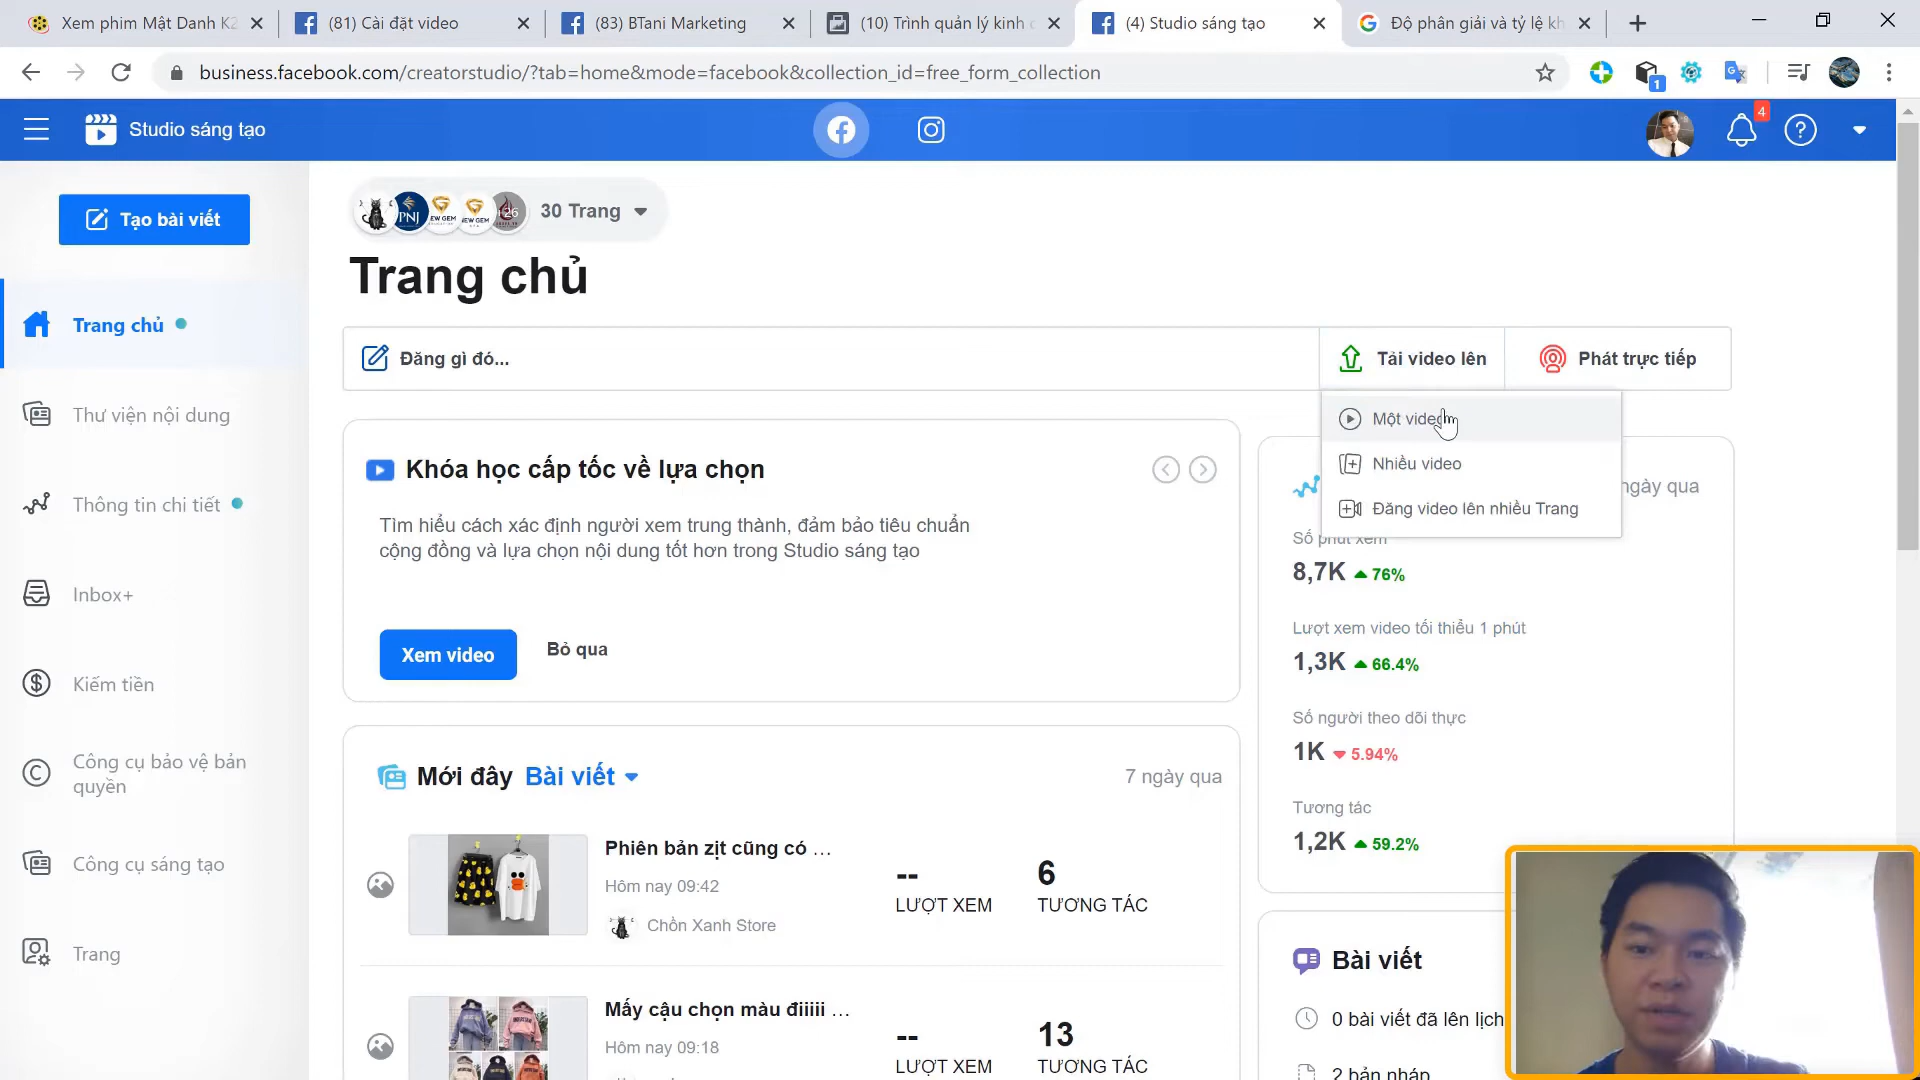 Xem phim Mật Danh K2
(81) Cài đặt video
(83) BTani Marketing
(10) Trình quản lý kinh
(4) Studio sáng tạo
Độ phân giải và tỷ lệ kh
business.facebook.com/creatorstudio/?tab=home&mode=facebook&collection_id=free_form_collection
1
Studio sáng tạo
4
Tạo bài viết
Trang chủ
Thư viện nội dung
Thông tin chi tiết
Inbox+
Kiếm tiền
Công cụ bảo vệ bản
quyền
Công cụ sáng tạo
Trang
PNJ
NEW GEM
+26
30 Trang
Trang chủ
Đăng gì đó...
Tải video lên
Phát trực tiếp
Một video
Nhiều video
Đăng video lên nhiều Trang
Khóa học cấp tốc về lựa chọn
Tìm hiểu cách xác định người xem trung thành, đảm bảo tiêu chuẩn
cộng đồng và lựa chọn nội dung tốt hơn trong Studio sáng tạo
Xem video
Bỏ qua
ngày qua
Số phút xem
8,7K 76%
Lượt xem video tối thiểu 1 phút
1,3K 66.4%
Số người theo dõi thực
1K 5.94%
Tương tác
1,2K 59.2%
Mới đây Bài viết
7 ngày qua
Phiên bản zịt cũng có ...
Hôm nay 09:42
Chồn Xanh Store
--
LƯỢT XEM
6
TƯƠNG TÁC
Mấy cậu chọn màu điiiii ...
Hôm nay 09:18
--
LƯỢT XEM
13
TƯƠNG TÁC
Bài viết
0 bài viết đã lên lịch
2 bản nháp